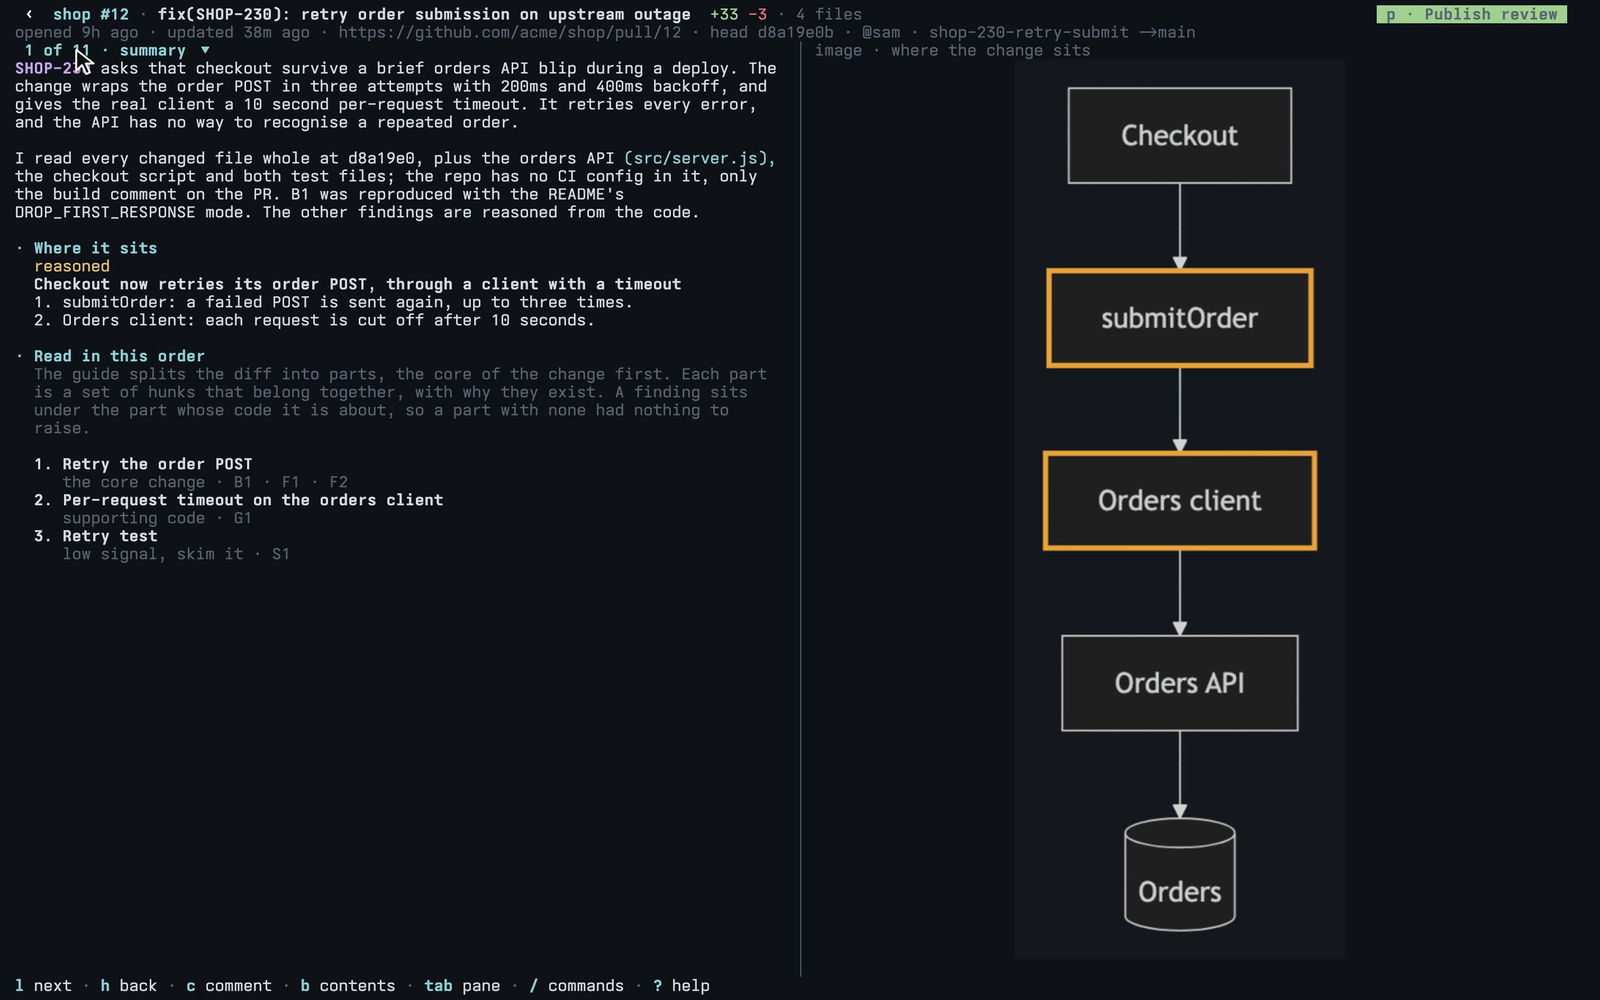 ‹ shop #12 · fix(SHOP-230): retry order submission on upstream outage +33 −3 · 4 files
p · Publish review
opened 9h ago · updated 38m ago · https://github.com/acme/shop/pull/12 · head d8a19e0b · @sam · shop-230-retry-submit →main
1 of 11 · summary ▼
SHOP-230 asks that checkout survive a brief orders API blip during a deploy. The
change wraps the order POST in three attempts with 200ms and 400ms backoff, and
gives the real client a 10 second per-request timeout. It retries every error,
and the API has no way to recognise a repeated order.
I read every changed file whole at d8a19e0, plus the orders API (src/server.js),
the checkout script and both test files; the repo has no CI config in it, only
the build comment on the PR. B1 was reproduced with the README's
DROP_FIRST_RESPONSE mode. The other findings are reasoned from the code.
· Where it sits
reasoned
Checkout now retries its order POST, through a client with a timeout
1. submitOrder: a failed POST is sent again, up to three times.
2. Orders client: each request is cut off after 10 seconds.
· Read in this order
The guide splits the diff into parts, the core of the change first. Each part
is a set of hunks that belong together, with why they exist. A finding sits
under the part whose code it is about, so a part with none had nothing to
raise.
1. Retry the order POST
the core change · B1 · F1 · F2
2. Per-request timeout on the orders client
supporting code · G1
3. Retry test
low signal, skim it · S1
image · where the change sits
Checkout
submitOrder
Orders client
Orders API
Orders
l next · h back · c comment · b contents · tab pane · / commands · ? help